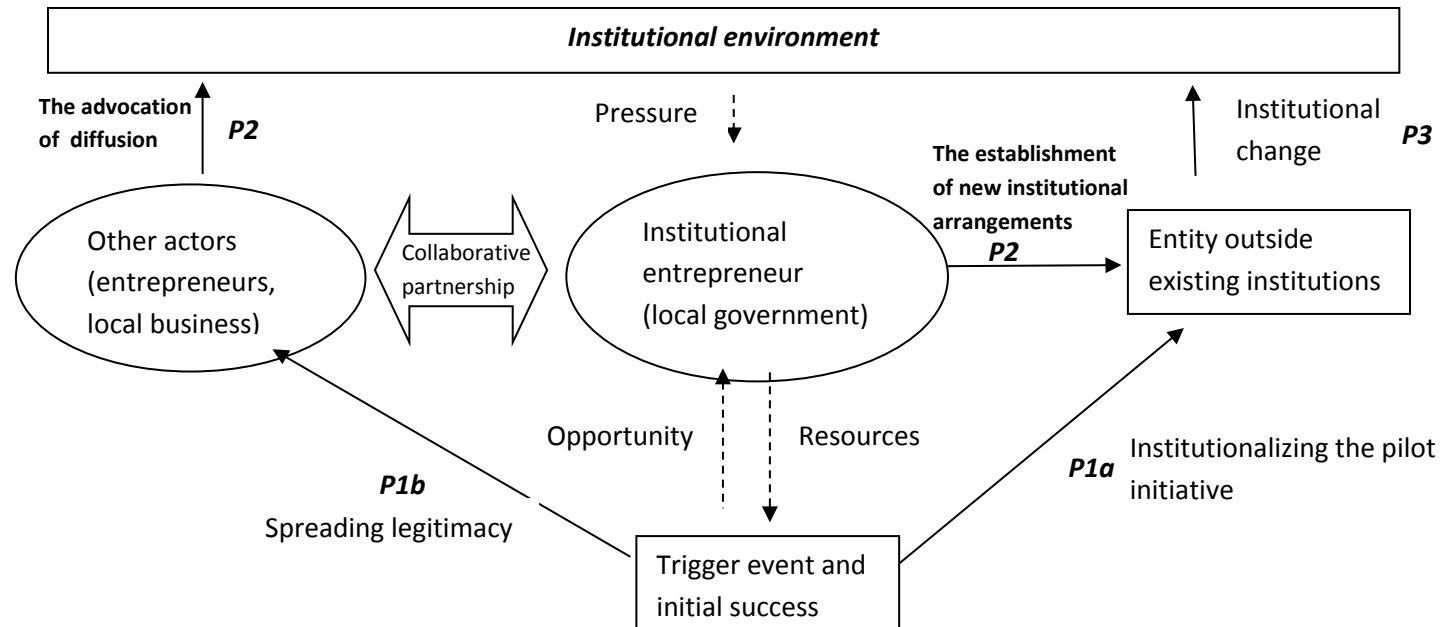 Institutional environment
The advocation
of diffusion
P2
Pressure
Institutional
change
P3
The establishment
of new institutional
arrangements
P2
Other actors
(entrepreneurs,
local business)
Collaborative
partnership
Institutional
entrepreneur
(local government)
Entity outside
existing institutions
Opportunity
Resources
P1b
Spreading legitimacy
P1a
Institutionalizing the pilot
initiative
Trigger event and
initial success